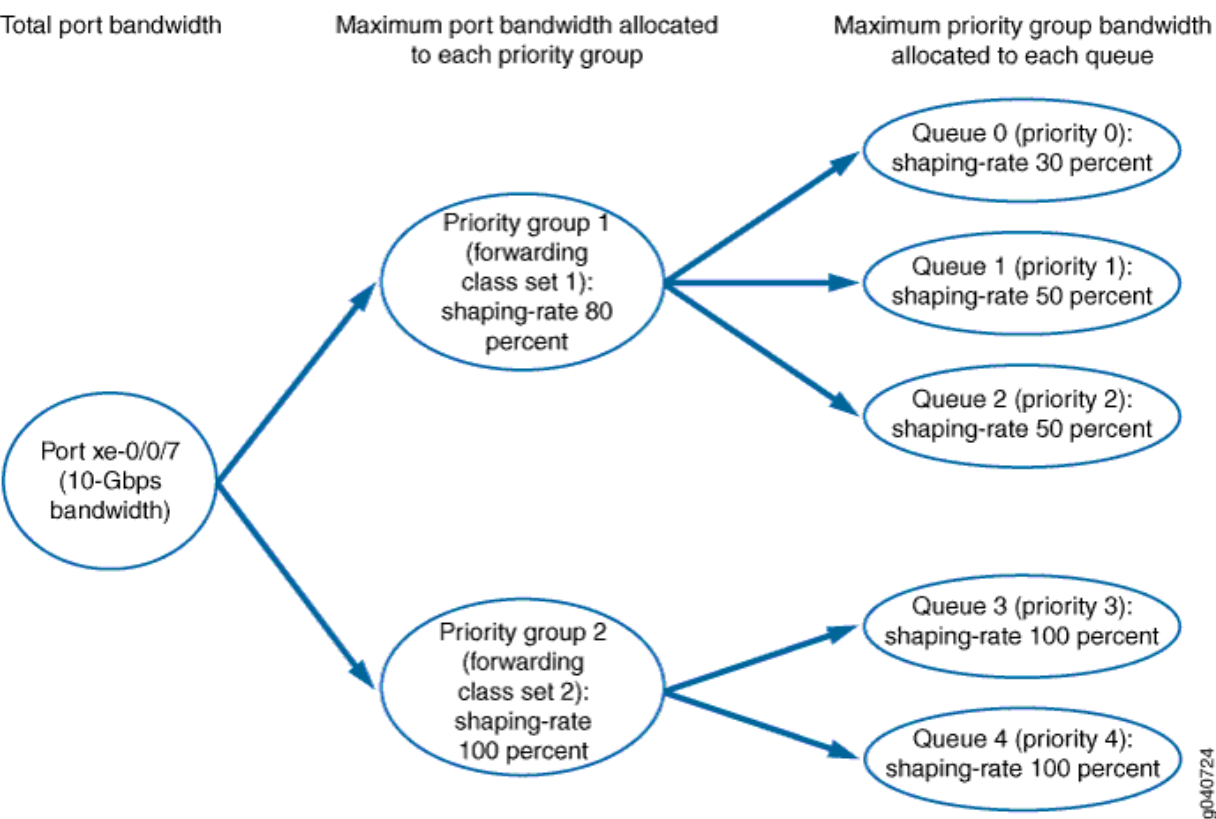 Total port bandwidth
Maximum port bandwidth allocated
to each priority group
Maximum priority group bandwidth
allocated to each queue
Port xe-0/0/7
(10-Gbps
bandwidth)
Priority group 1
(forwarding
class set 1):
shaping-rate 80
percent
Priority group 2
(forwarding
class set 2):
shaping-rate
100 percent
Queue 0 (priority 0):
shaping-rate 30 percent
Queue 1 (priority 1):
shaping-rate 50 percent
Queue 2 (priority 2):
shaping-rate 50 percent
Queue 3 (priority 3):
shaping-rate 100 percent
Queue 4 (priority 4):
shaping-rate 100 percent
g040724